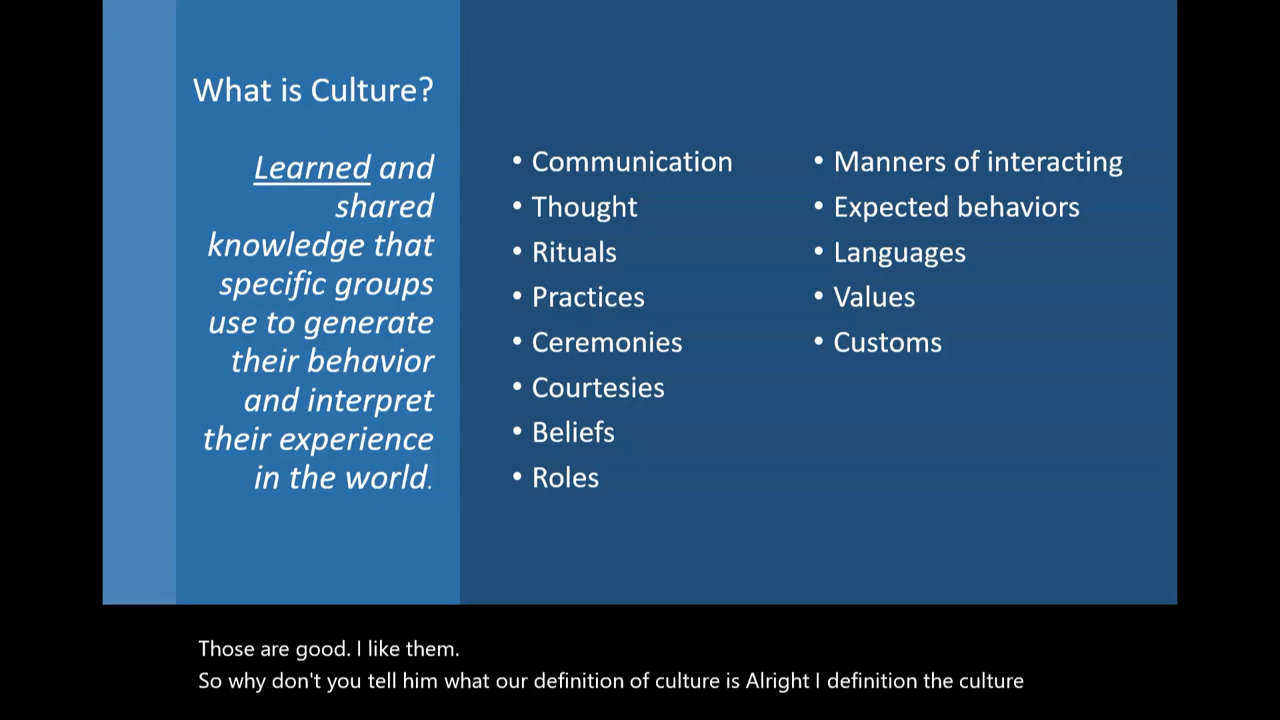 What is Culture?
Learned and
shared
knowledge that
specific groups
use to generate
their behavior
and interpret
their experience
in the world.
• Communication
• Thought
• Rituals
• Practices
• Ceremonies
• Courtesies
• Beliefs
• Roles
• Manners of interacting
• Expected behaviors
• Languages
• Values
• Customs
Those are good. I like them.
So why don't you tell him what our definition of culture is Alright I definition the culture